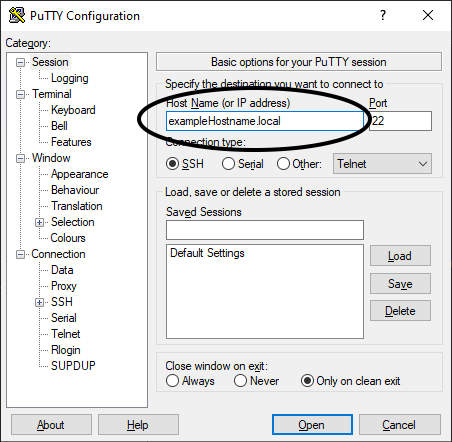 PuTTY Configuration
Category:
Session
Logging
Terminal
Keyboard
Bell
Features
Window
Appearance
Behaviour
Translation
Selection
Colours
Connection
Data
Proxy
SSH
Serial
Telnet
Rlogin
SUPDUP
Basic options for your PuTTY session
Specify the destination you want to connect to
Host Name (or IP address) Port
exampleHostname.local 22
Connection type:
SSH Serial Other: Telnet
Load, save or delete a stored session
Saved Sessions
Default Settings
Load
Save
Delete
Close window on exit:
Always Never Only on clean exit
About Help Open Cancel